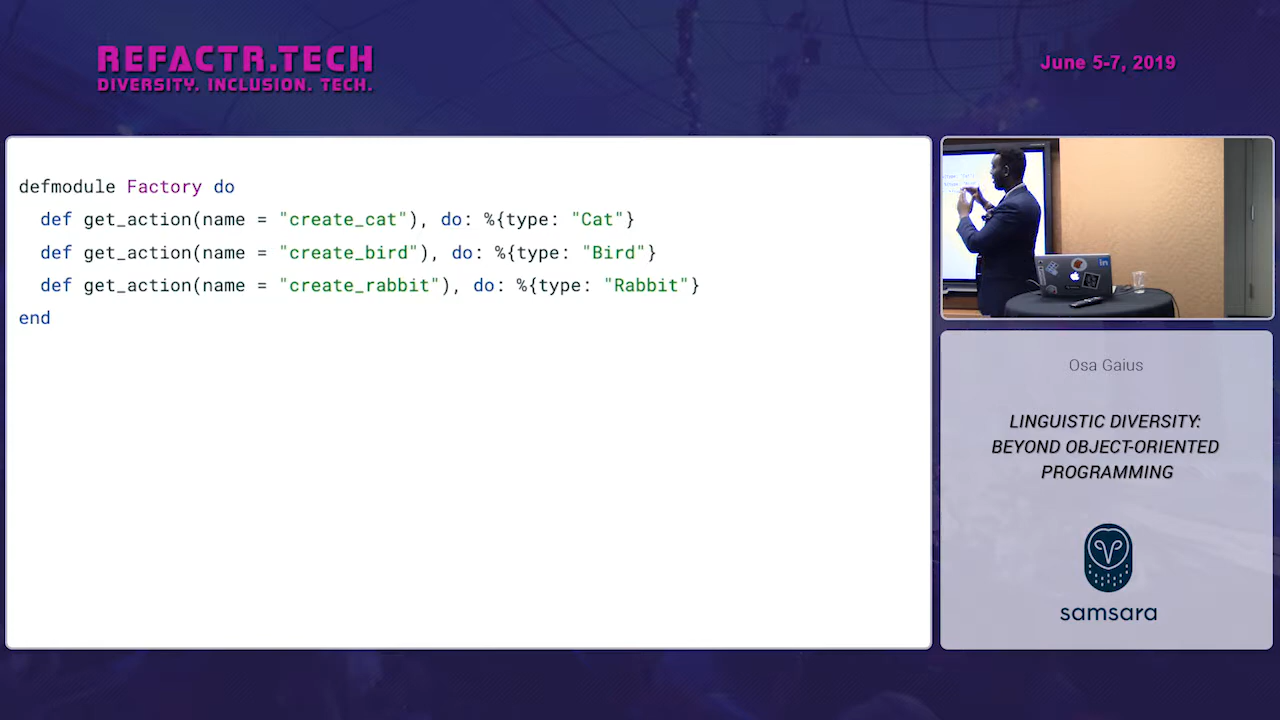 REFACTR.TECH
DIVERSITY. INCLUSION. TECH.
June 5-7, 2019
defmodule Factory do
  def get_action(name = "create_cat"), do: %{type: "Cat"}
  def get_action(name = "create_bird"), do: %{type: "Bird"}
  def get_action(name = "create_rabbit"), do: %{type: "Rabbit"}
end
Osa Gaius
LINGUISTIC DIVERSITY:
BEYOND OBJECT-ORIENTED
PROGRAMMING
samsara